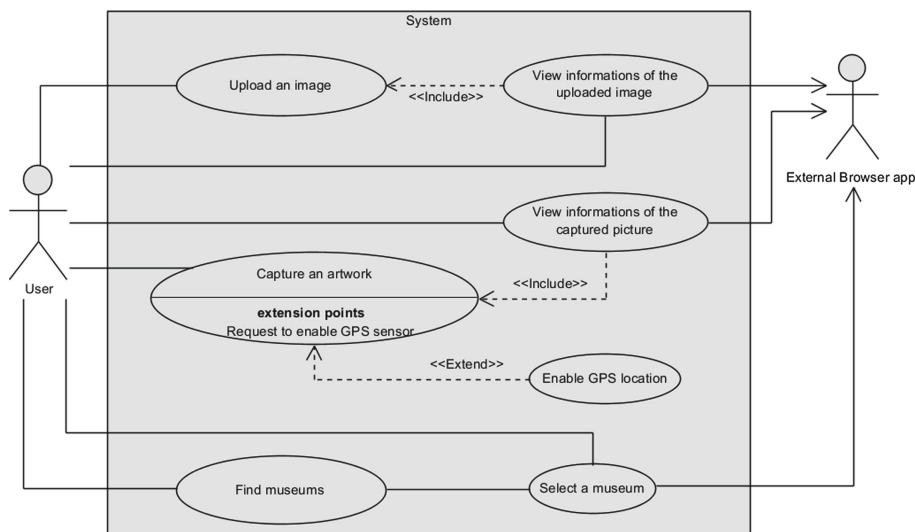 System
Upload an image
<<Include>>
View informations of the
uploaded image
External Browser app
View informations of the
captured picture
User
Capture an artwork
<<Include>>
extension points
Request to enable GPS sensor
<<Extend>>
Enable GPS location
Find museums
Select a museum